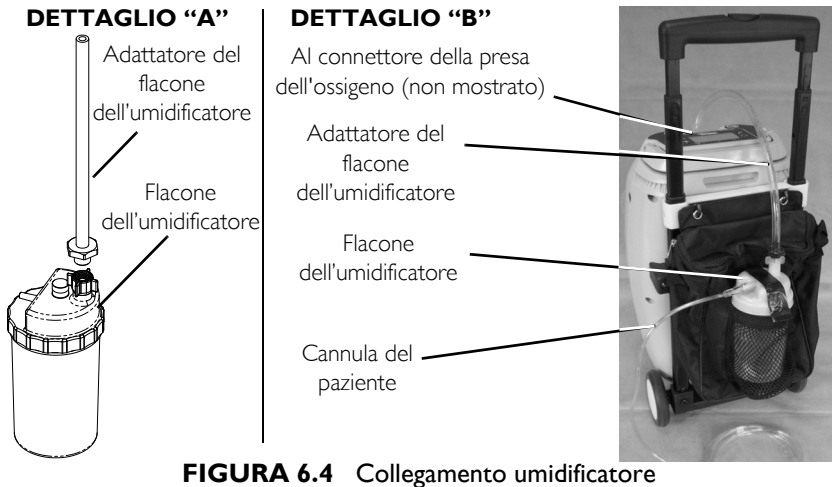 DETTAGLIO “A”
Adattatore del
flacone
dell’umidificatore
Flacone
dell’umidificatore
DETTAGLIO “B”
Al connettore della presa
dell'ossigeno (non mostrato)
Adattatore del
flacone
dell’umidificatore
Flacone
dell’umidificatore
Cannula del
paziente
FIGURA 6.4 Collegamento umidificatore